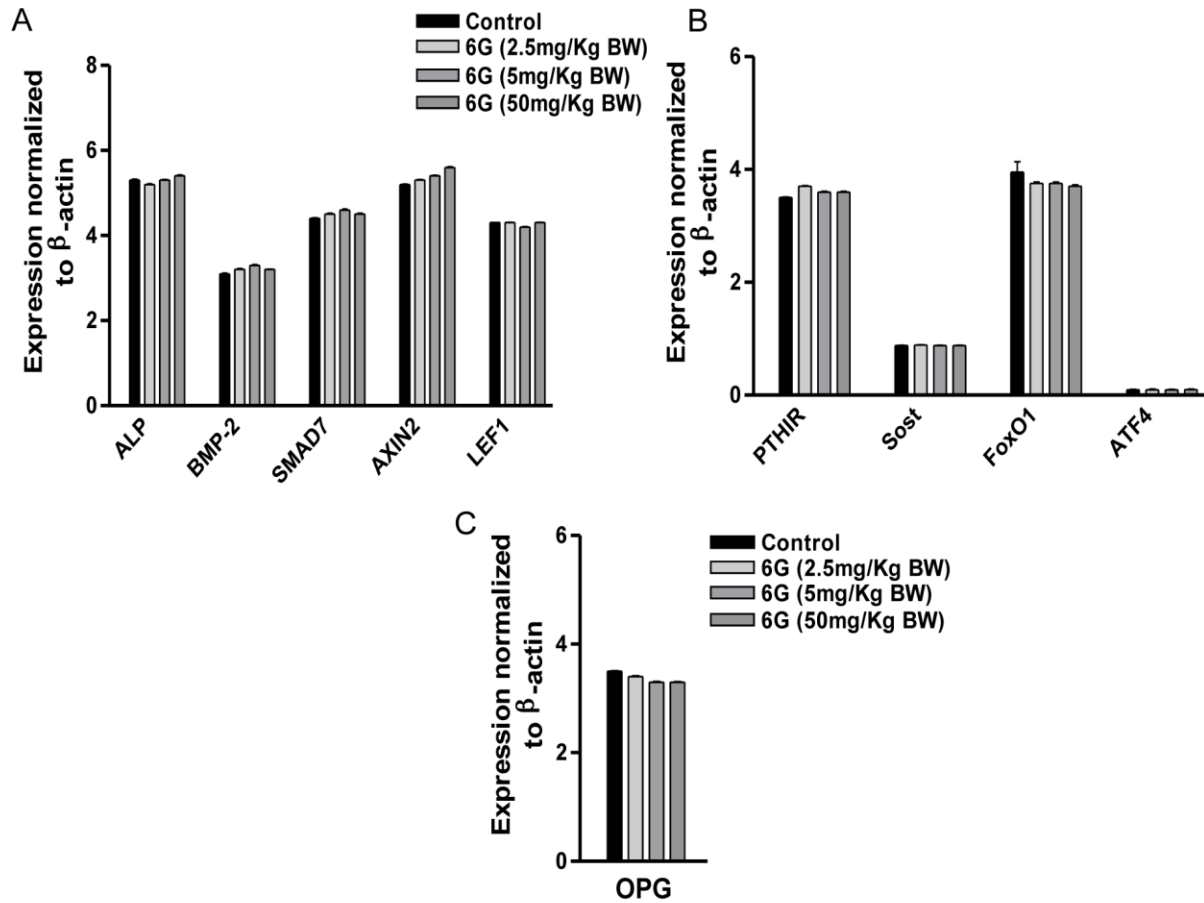 A
Control
6G (2.5mg/Kg BW)
6G (5mg/Kg BW)
6G (50mg/Kg BW)
Expression normalized
to β-actin
8
6
4
2
0
ALP
BMP-2
SMAD7
AXIN2
LEF1
B
Expression normalized
to β-actin
6
4
2
0
PTHIR
Sost
FoxO1
ATF4
C
Expression normalized
to β-actin
6
4
2
0
OPG
Control
6G (2.5mg/Kg BW)
6G (5mg/Kg BW)
6G (50mg/Kg BW)